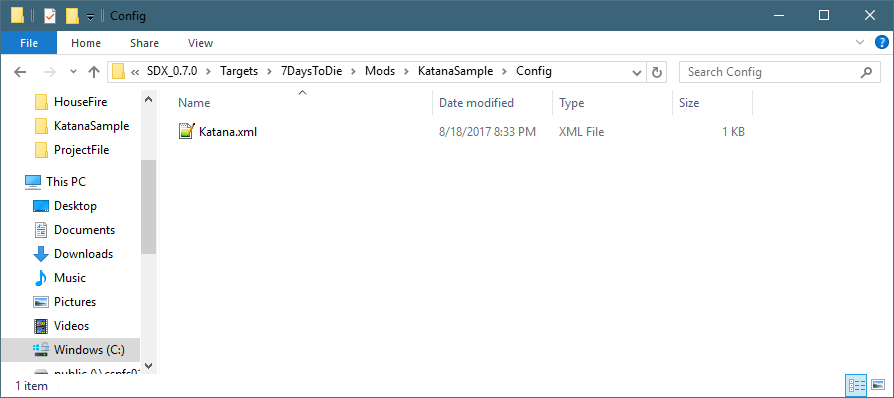 Config
File Home Share View
SDX_0.7.0 Targets 7DaysToDie Mods KatanaSample Config
Search Config
Name Date modified Type Size
Katana.xml 8/18/2017 8:33 PM XML File 1 KB
HouseFire
KatanaSample
ProjectFile
This PC
Desktop
Documents
Downloads
Music
Pictures
Videos
Windows (C:)
1 item